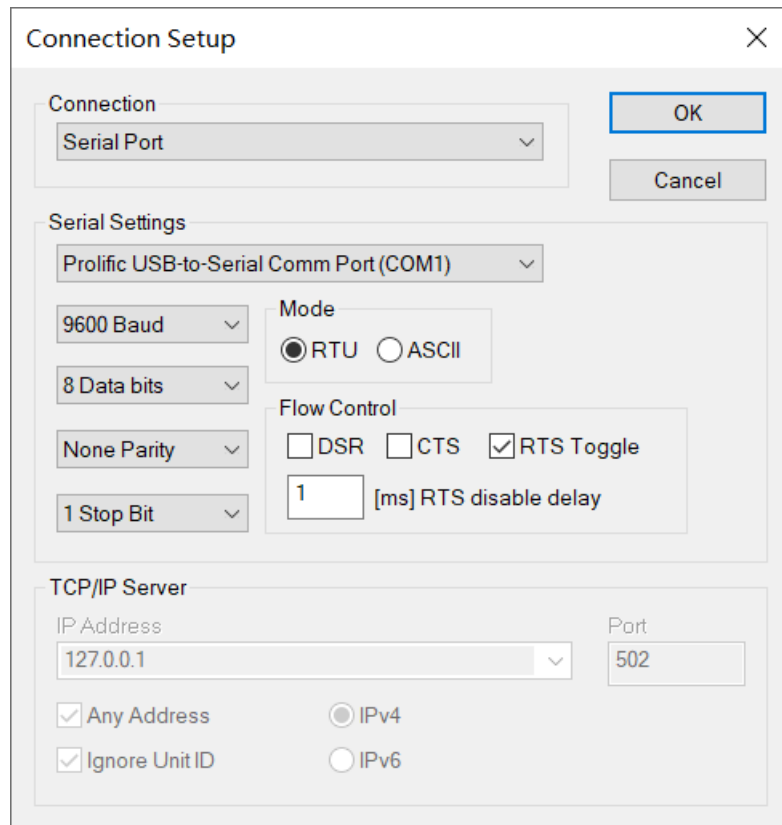 Connection Setup
Connection
Serial Port
OK
Cancel
Serial Settings
Prolific USB-to-Serial Comm Port (COM1)
9600 Baud
Mode
RTU ASCII
8 Data bits
Flow Control
None Parity
DSR CTS RTS Toggle
1 Stop Bit
1 [ms] RTS disable delay
TCP/IP Server
IP Address Port
127.0.0.1 502
Any Address IPv4
Ignore Unit ID IPv6